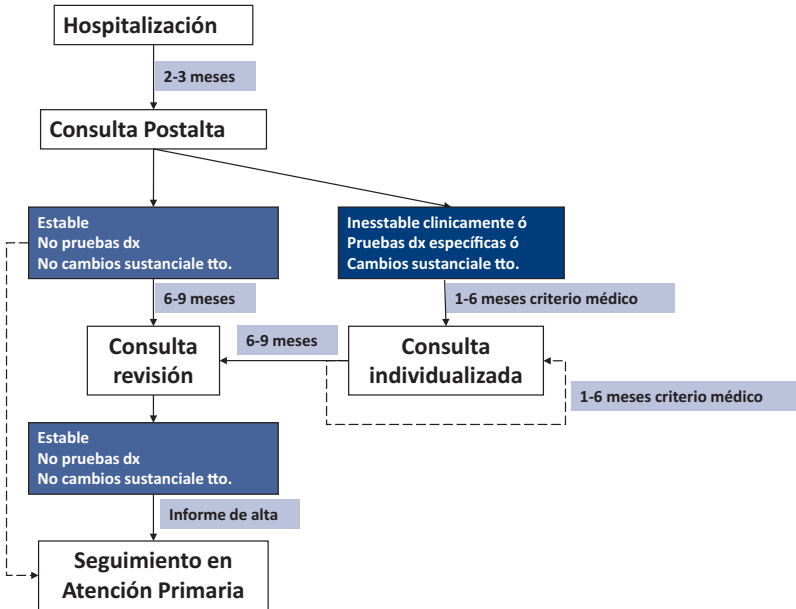 Hospitalización
2-3 meses
Consulta Postalta
Estable
No pruebas dx
No cambios sustanciale tto.
Inesstable clinicamente ó
Pruebas dx específicas ó
Cambios sustanciale tto.
6-9 meses
1-6 meses criterio médico
Consulta
revisión
6-9 meses
Consulta
individualizada
1-6 meses criterio médico
Estable
No pruebas dx
No cambios sustanciale tto.
Informe de alta
Seguimiento en
Atención Primaria